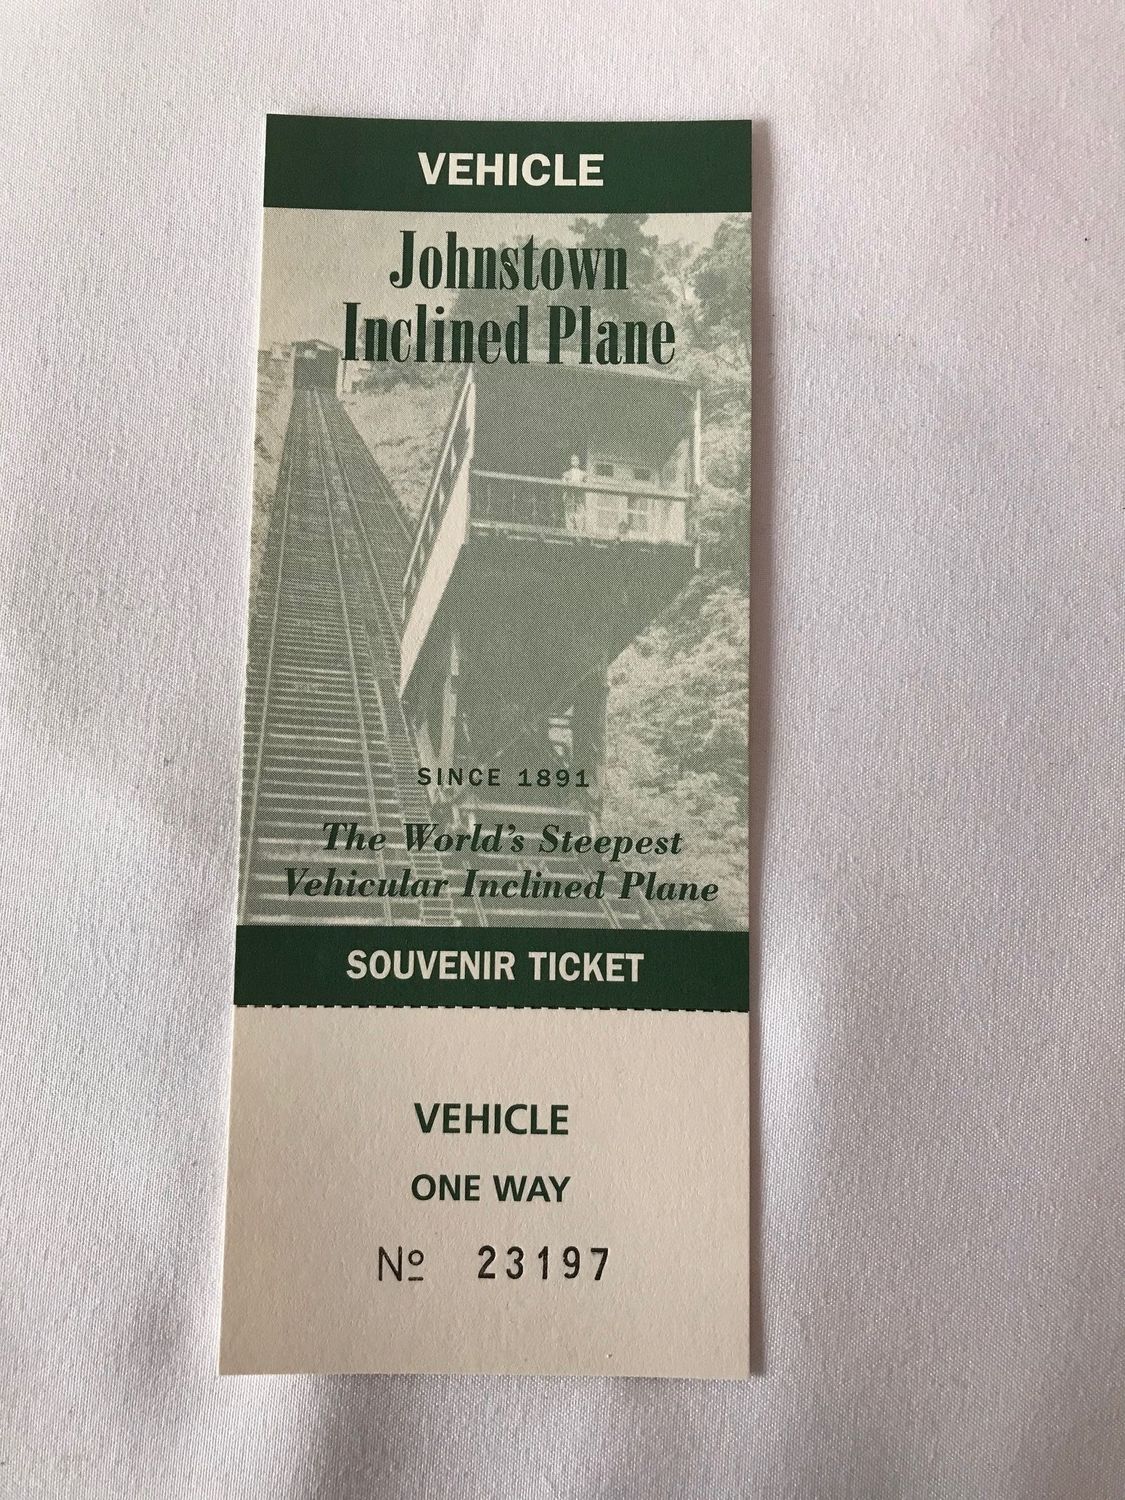 VEHICLE
Johnstown
Inclined Plane
SINCE 1891
The World's Steepest
Vehicular Inclined Plane
SOUVENIR TICKET
VEHICLE
ONE WAY
Nº 23197